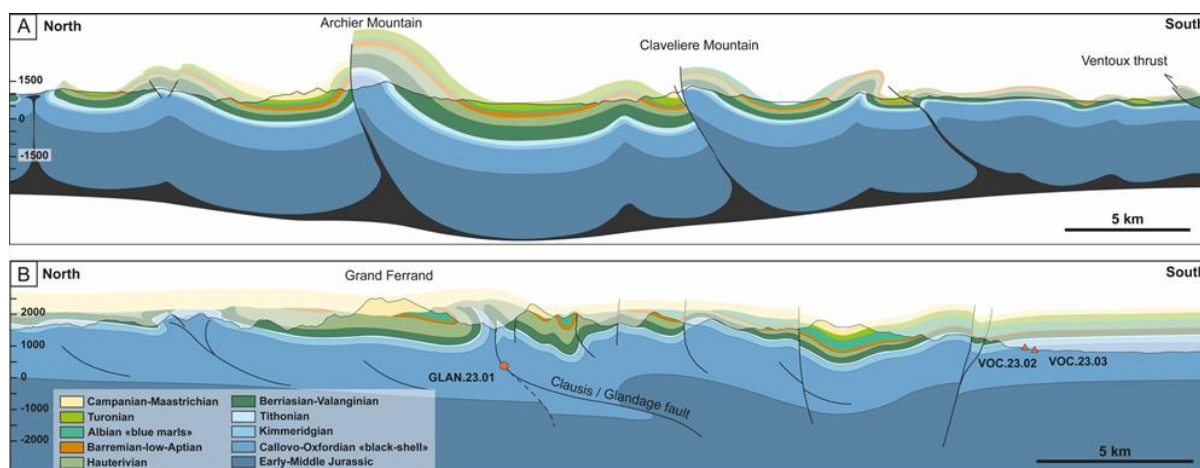 A North
Archier Mountain
Claveliere Mountain
South
Ventoux thrust
1500
0
-1500
5 km
B North
Grand Ferrand
South
2000
1000
0
-1000
-2000
GLAN.23.01
Clausis / Glandage fault
VOC.23.02 VOC.23.03
Campanian-Maastrichian
Turonian
Albian «blue marls»
Barremian-low-Aptian
Hauterivian
Berriasian-Valanginian
Tithonian
Kimmeridgian
Callovo-Oxfordian «black-shell»
Early-Middle Jurassic
5 km